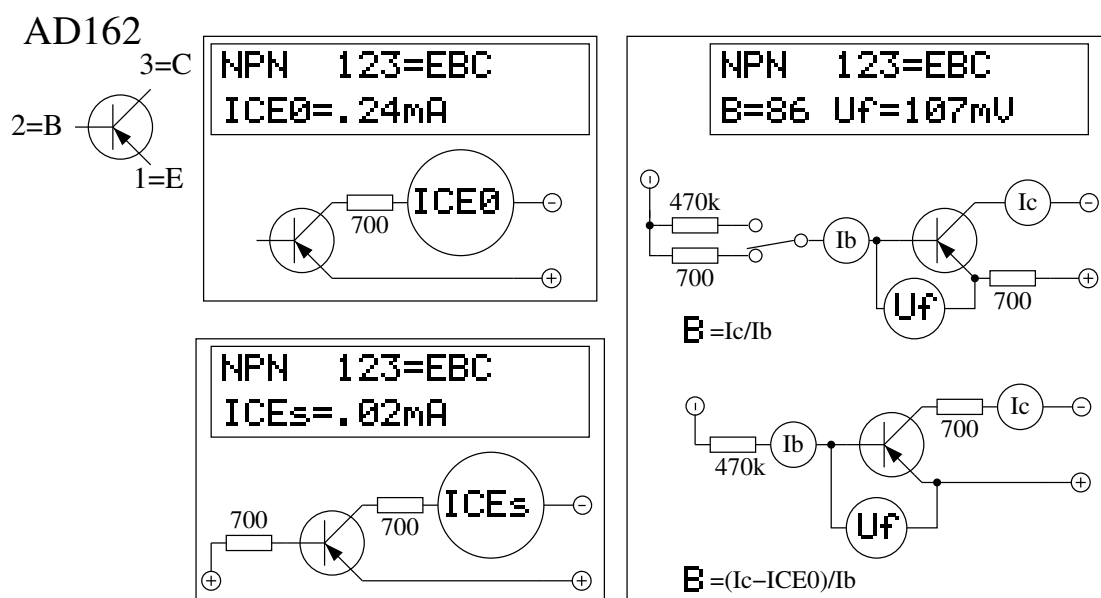 AD162
3=C
2=B
1=E
NPN 123=EBC
ICE0=.24mA
ICE0
700
−
+
NPN 123=EBC
ICEs=.02mA
ICEs
700
700
−
+
+
NPN 123=EBC
B=86 Uf=107mV
−
470k
700
Ib
Ic
−
700
+
Uf
B=Ic/Ib
−
470k
Ib
700
Ic
−
+
Uf
B=(Ic−ICE0)/Ib